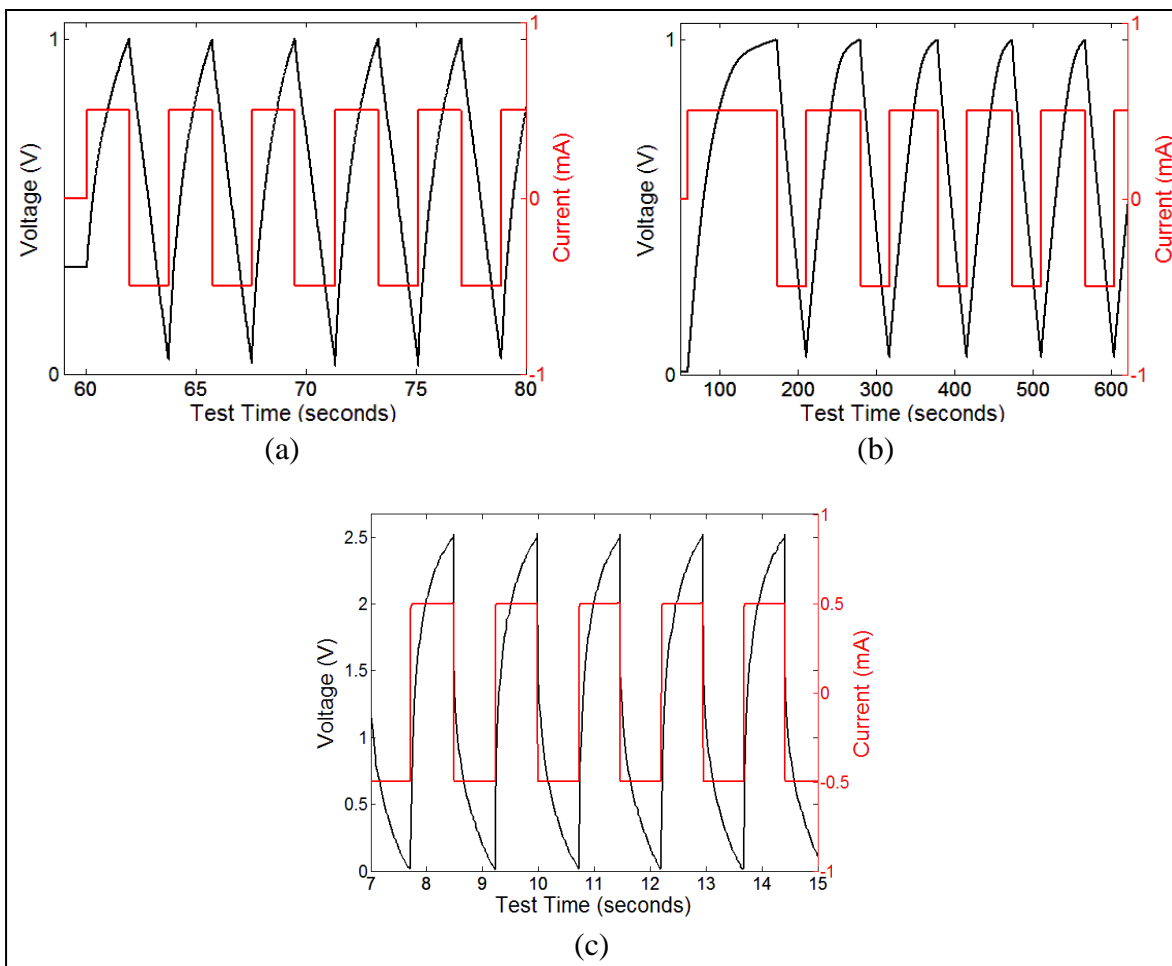 1
0
Voltage (V)
60 65 70 75 80
Test Time (seconds)
1
0
-1
Current (mA)
(a)
1
0
Voltage (V)
100 200 300 400 500 600
Test Time (seconds)
1
0
-1
Current (mA)
(b)
2.5
2
1.5
1
0.5
0
Voltage (V)
7 8 9 10 11 12 13 14 15
Test Time (seconds)
1
0.5
0
-0.5
-1
Current (mA)
(c)